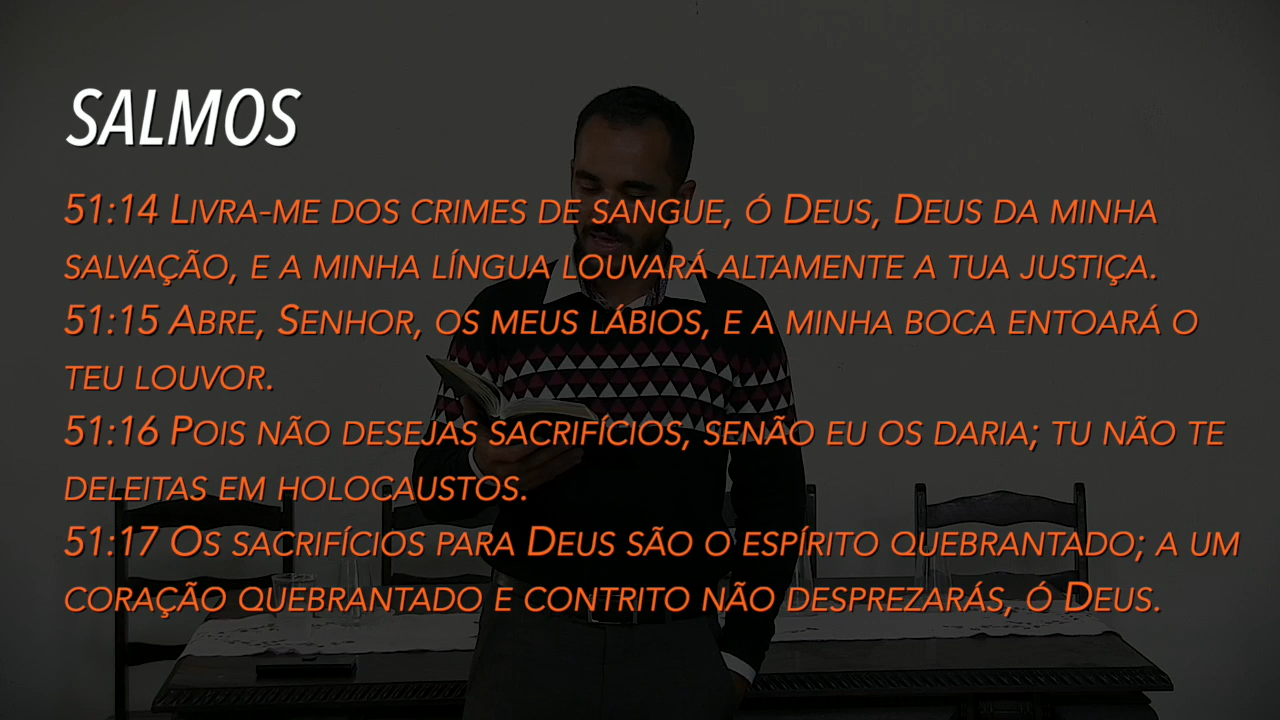 SALMOS
51:14 LIVRA-ME DOS CRIMES DE SANGUE, Ó DEUS, DEUS DA MINHA
SALVAÇÃO, E A MINHA LÍNGUA LOUVARÁ ALTAMENTE A TUA JUSTIÇA.
51:15 ABRE, SENHOR, OS MEUS LÁBIOS, E A MINHA BOCA ENTOARÁ O
TEU LOUVOR.
51:16 POIS NÃO DESEJAS SACRIFÍCIOS, SENÃO EU OS DARIA; TU NÃO TE
DELEITAS EM HOLOCAUSTOS.
51:17 OS SACRIFÍCIOS PARA DEUS SÃO O ESPÍRITO QUEBRANTADO; A UM
CORAÇÃO QUEBRANTADO E CONTRITO NÃO DESPREZARÁS, Ó DEUS.